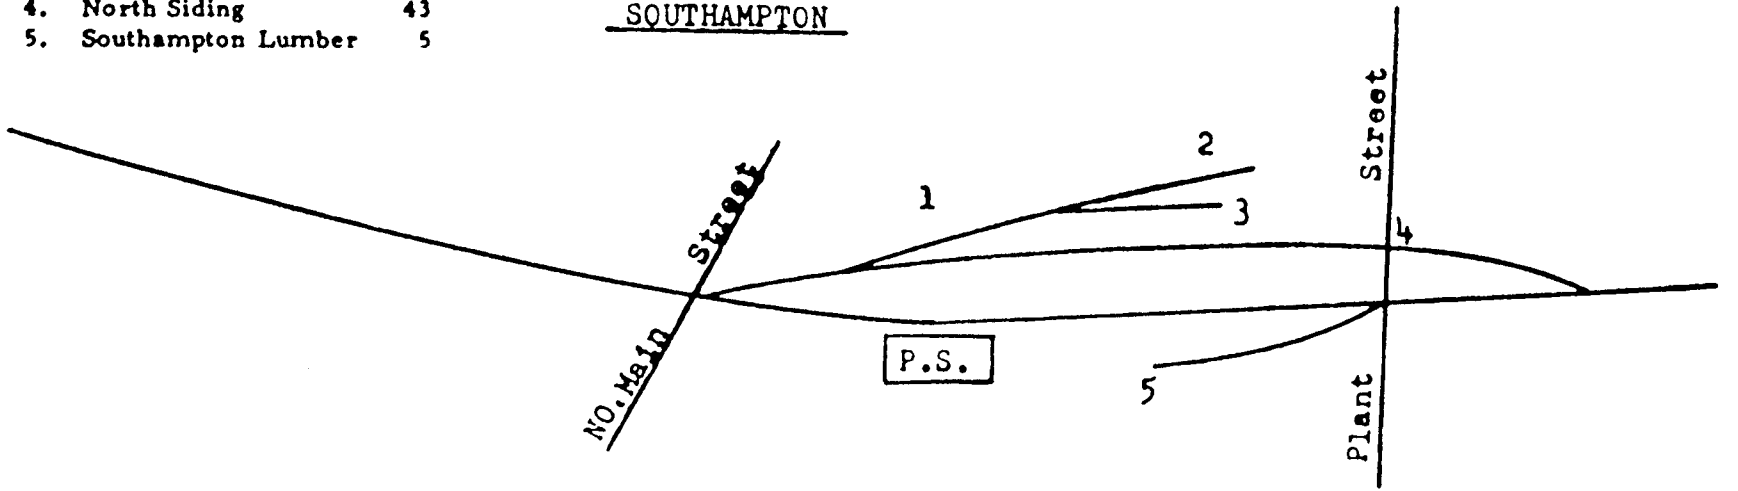 4. North Siding 43
5. Southampton Lumber 5
SOUTHAMPTON
Street
2
1
3
Street
4
NO.Main
P.S.
5
Plant